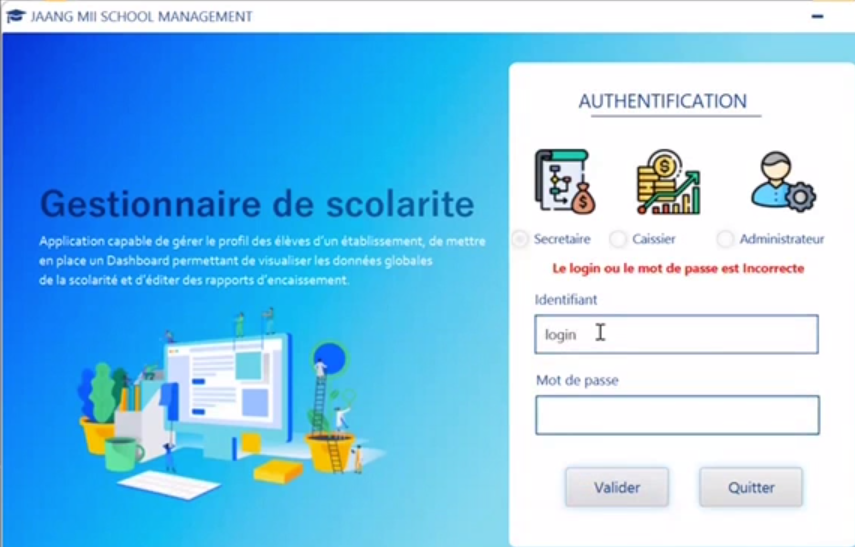 JAANG MII SCHOOL MANAGEMENT
Gestionnaire de scolarite
Application capable de gérer le profil des élèves d'un établissement, de mettre
en place un Dashboard permettant de visualiser les données globales
de la scolarité et d'éditer des rapports d'encaissement.
AUTHENTIFICATION
Secretaire Caissier Administrateur
Le login ou le mot de passe est Incorrecte
Identifiant
login
Mot de passe
Valider Quitter